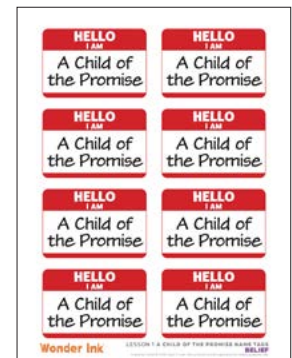 HELLO HELLO
I AM I AM
A Child of A Child of
the Promise the Promise
HELLO HELLO
I AM I AM
A Child of A Child of
the Promise the Promise
HELLO HELLO
I AM I AM
A Child of A Child of
the Promise the Promise
HELLO HELLO
I AM I AM
A Child of A Child of
the Promise the Promise
Wonder Ink LESSON 7 A CHILD OF THE PROMISE NAME TAGS
BELIEF